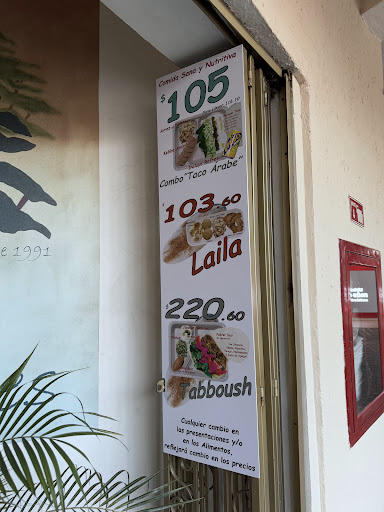 Comida Sana y Nutritiva
$105
Combo "Taco Arabe"
$103.60
Laila
$220.60
Tabboush
Cualquier cambio en
las presentaciones y/o
en los Alimentos,
reflejará cambio en los precios
e 1991